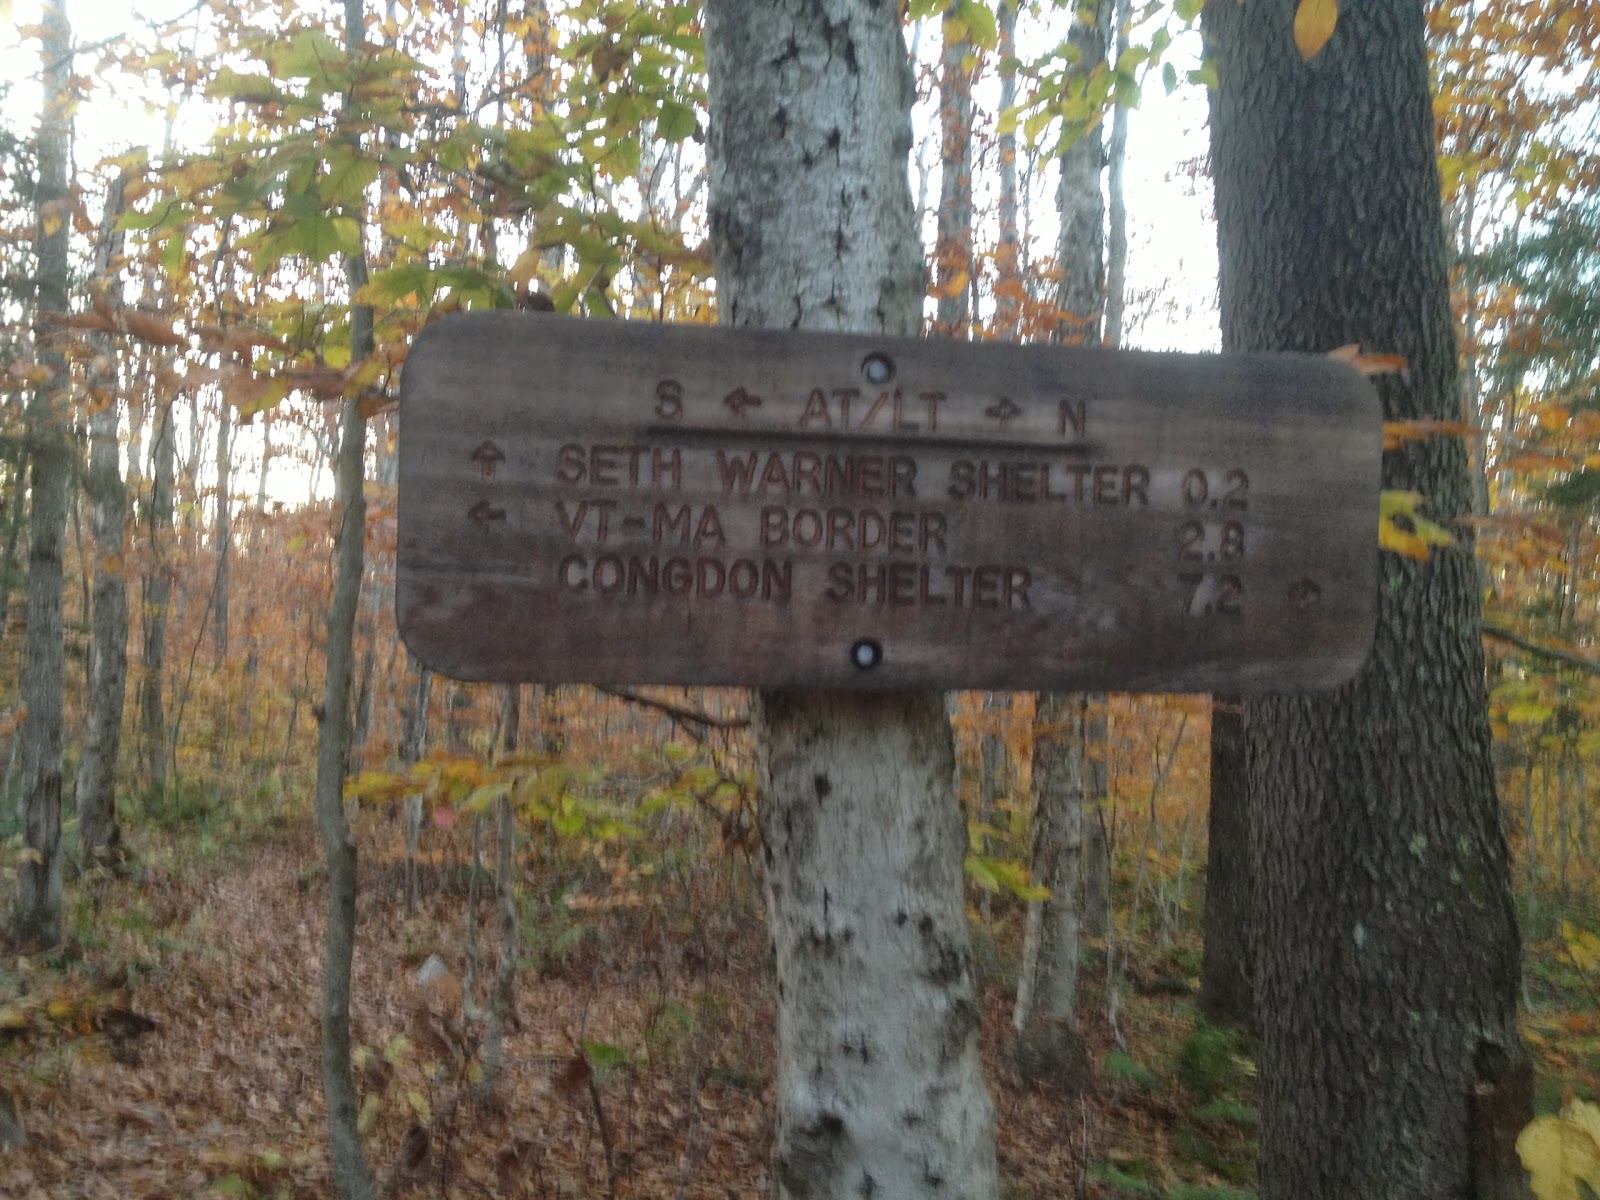 S ← AT/LT → N
↑ SETH WARNER SHELTER 0.2
← VT-MA BORDER 2.8
CONGDON SHELTER 7.2 →